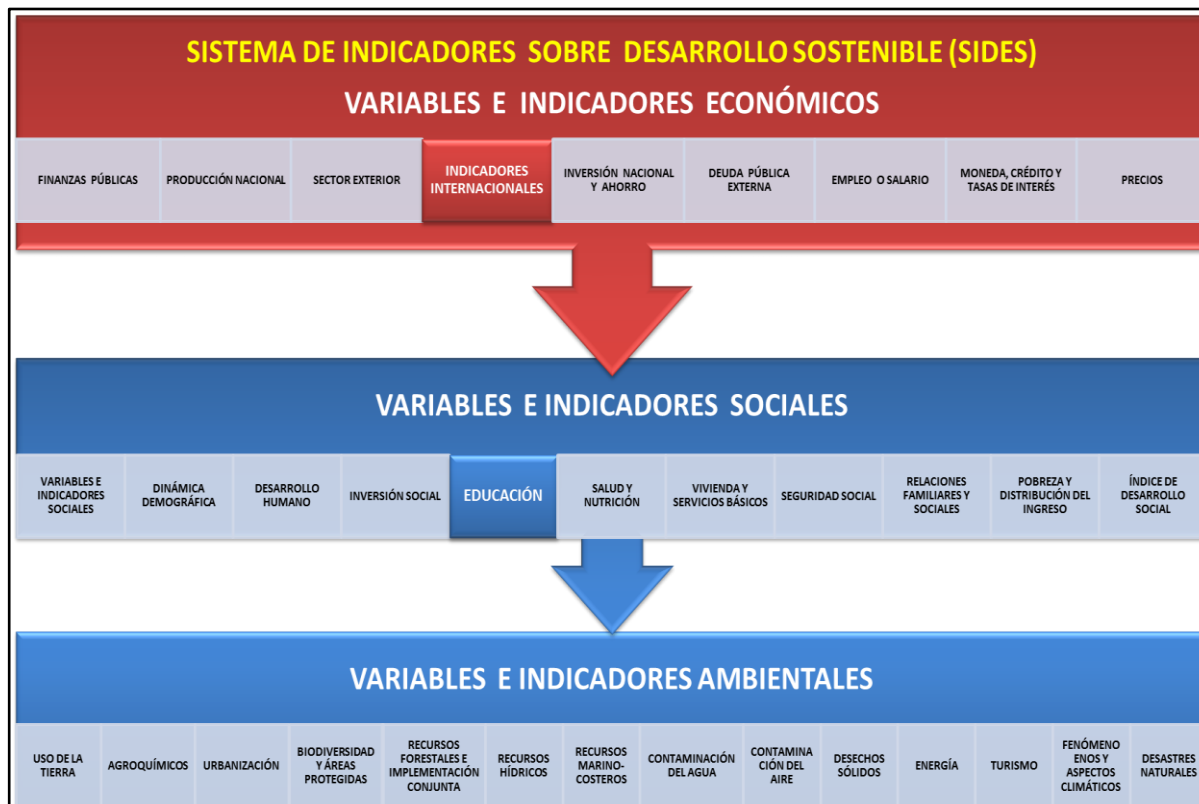 SISTEMA DE INDICADORES SOBRE DESARROLLO SOSTENIBLE (SIDES)
VARIABLES E INDICADORES ECONÓMICOS
FINANZAS PÚBLICAS
PRODUCCIÓN NACIONAL
SECTOR EXTERIOR
INDICADORES
INTERNACIONALES
INVERSIÓN NACIONAL
Y AHORRO
DEUDA PÚBLICA
EXTERNA
EMPLEO O SALARIO
MONEDA, CRÉDITO Y
TASAS DE INTERÉS
PRECIOS
VARIABLES E INDICADORES SOCIALES
VARIABLES E
INDICADORES
SOCIALES
DINÁMICA
DEMOGRÁFICA
DESARROLLO
HUMANO
INVERSIÓN SOCIAL
EDUCACIÓN
SALUD Y
NUTRICIÓN
VIVIENDA Y
SERVICIOS BÁSICOS
SEGURIDAD SOCIAL
RELACIONES
FAMILIARES Y
SOCIALES
POBREZA Y
DISTRIBUCIÓN DEL
INGRESO
ÍNDICE DE
DESARROLLO
SOCIAL
VARIABLES E INDICADORES AMBIENTALES
USO DE LA
TIERRA
AGROQUÍMICOS
URBANIZACIÓN
BIODIVERSIDAD
Y ÁREAS
PROTEGIDAS
RECURSOS
FORESTALES E
IMPLEMENTACIÓN
CONJUNTA
RECURSOS
HÍDRICOS
RECURSOS
MARINO-
COSTEROS
CONTAMINACIÓN
DEL AGUA
CONTAMINA
CIÓN DEL
AIRE
DESECHOS
SÓLIDOS
ENERGÍA
TURISMO
FENÓMENO
ENOS Y
ASPECTOS
CLIMÁTICOS
DESASTRES
NATURALES